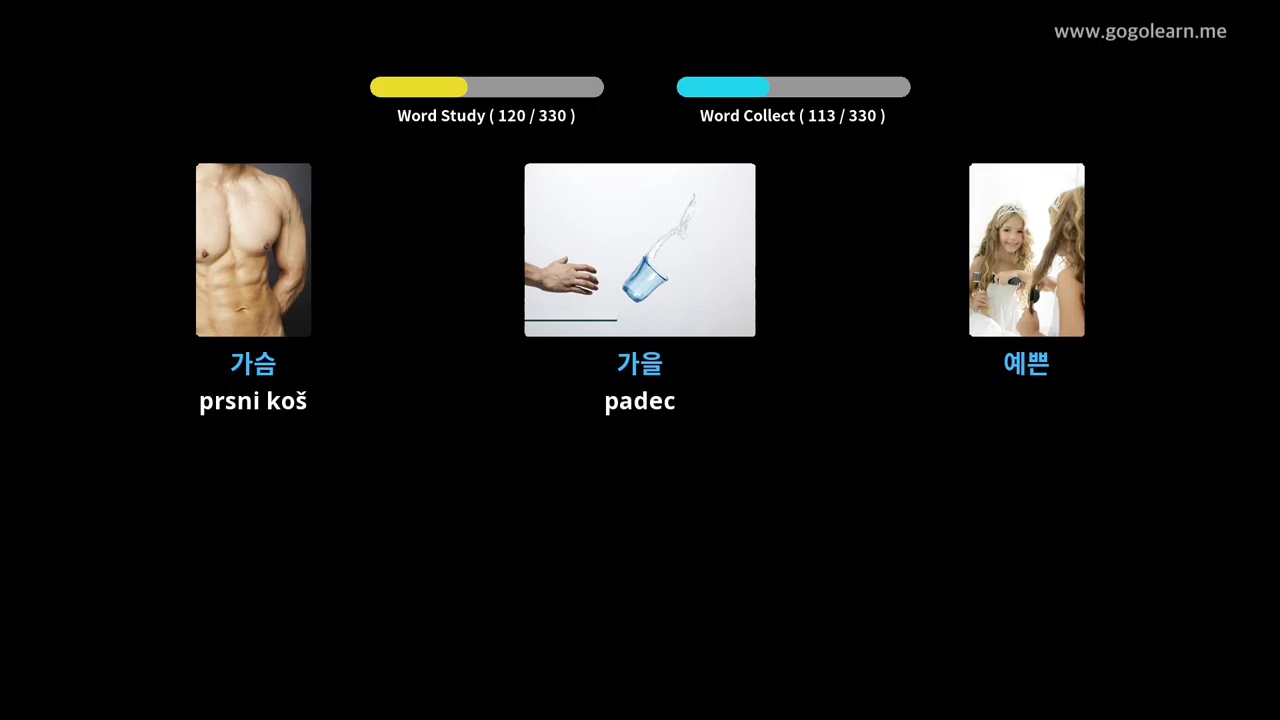 www.gogolearn.me
Word Study ( 120 / 330 )
Word Collect ( 113 / 330 )
가슴
prsni koš
가을
padec
예쁜